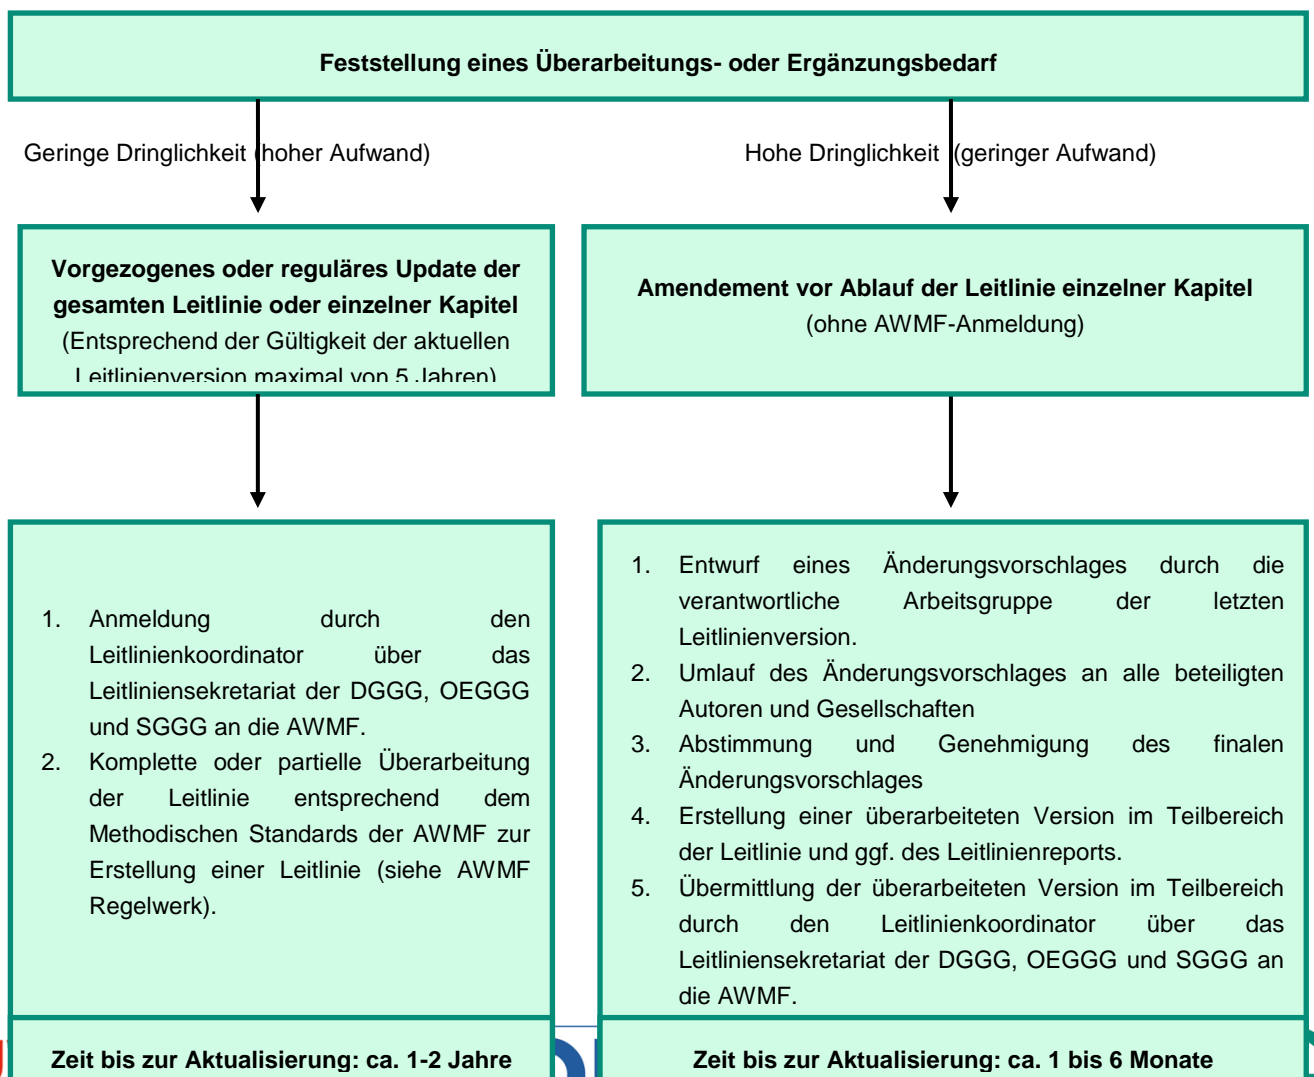 Feststellung eines Überarbeitungs- oder Ergänzungsbedarf
Geringe Dringlichkeit (hoher Aufwand)
Hohe Dringlichkeit (geringer Aufwand)
Vorgezogenes oder reguläres Update der
gesamten Leitlinie oder einzelner Kapitel
(Entsprechend der Gültigkeit der aktuellen
Leitlinienversion maximal von 5 Jahren)
Amendement vor Ablauf der Leitlinie einzelner Kapitel
(ohne AWMF-Anmeldung)
1. Anmeldung durch den
Leitlinienkoordinator über das
Leitliniensekretariat der DGGG, OEGGG
und SGGG an die AWMF.
2. Komplette oder partielle Überarbeitung
der Leitlinie entsprechend dem
Methodischen Standards der AWMF zur
Erstellung einer Leitlinie (siehe AWMF
Regelwerk).
Zeit bis zur Aktualisierung: ca. 1-2 Jahre
1. Entwurf eines Änderungsvorschlages durch die
verantwortliche Arbeitsgruppe der letzten
Leitlinienversion.
2. Umlauf des Änderungsvorschlages an alle beteiligten
Autoren und Gesellschaften
3. Abstimmung und Genehmigung des finalen
Änderungsvorschlages
4. Erstellung einer überarbeiteten Version im Teilbereich
der Leitlinie und ggf. des Leitlinienreports.
5. Übermittlung der überarbeiteten Version im Teilbereich
durch den Leitlinienkoordinator über das
Leitliniensekretariat der DGGG, OEGGG und SGGG an
die AWMF.
Zeit bis zur Aktualisierung: ca. 1 bis 6 Monate